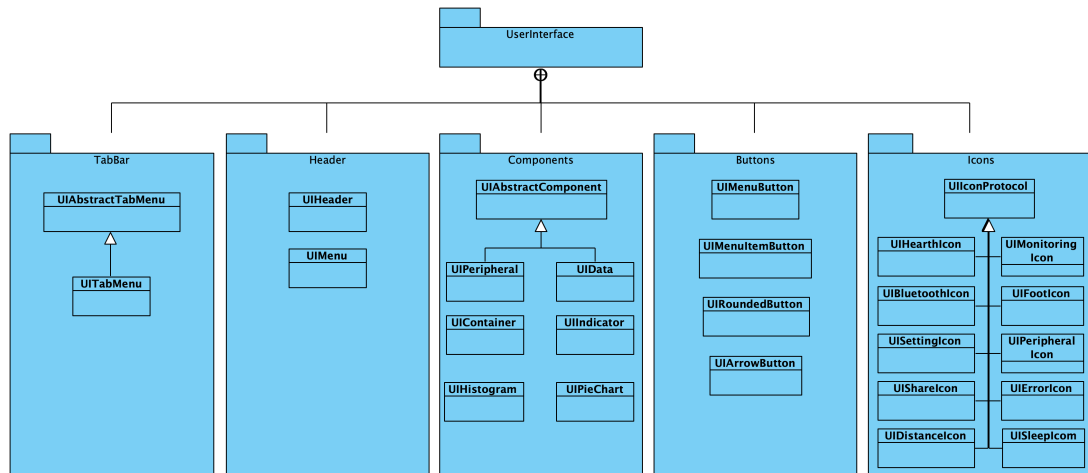 UserInterface
TabBar
UIAbstractTabMenu
UITabMenu
Header
UIHeader
UIMenu
Components
UIAbstractComponent
UIPeripheral
UIData
UIContainer
UIIndicator
UIHistogram
UIPieChart
Buttons
UIMenuButton
UIMenuItemButton
UIRoundedButton
UIArrowButton
Icons
UIIconProtocol
UIHearthIcon
UIMonitoring
Icon
UIBluetoothIcon
UIFootIcon
UISettingIcon
UIPeripheral
Icon
UIShareIcon
UIErrorIcon
UIDistanceIcon
UISleepIcom